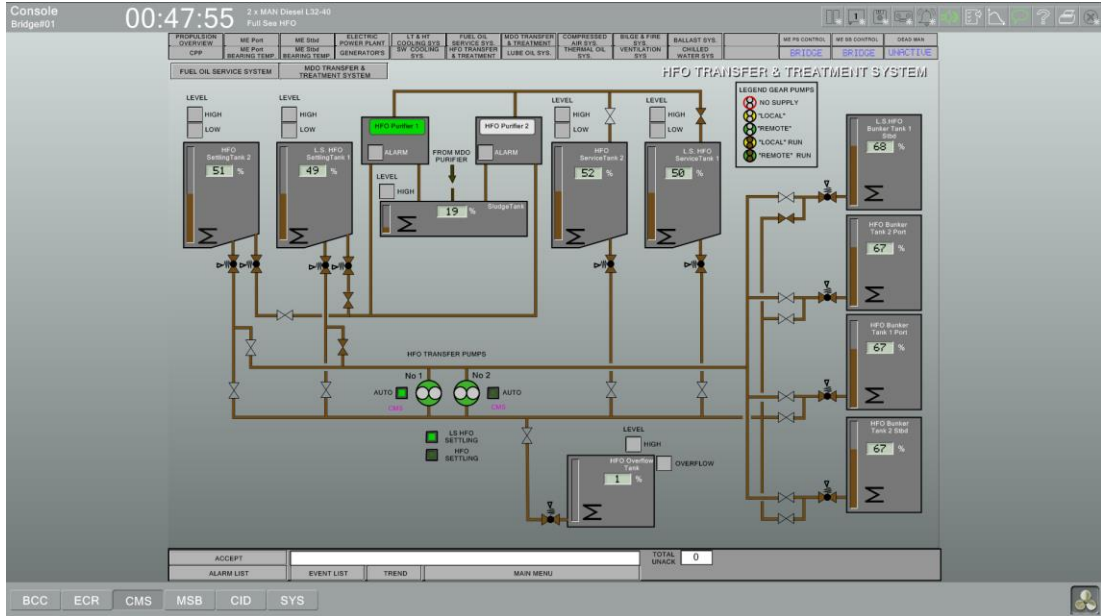 Console
Bridge#01
00:47:55
2 x MAN Diesel L32-40
Full Sea
HFO
PROPULSION OVERVIEW
ME Port
ME Stbd
ELECTRIC POWER PLANT
LT & HT COOLING SYS
FUEL OIL SERVICE SYS.
MDO TRANSFER & TREATMENT
COMPRESSED AIR SYS.
BILGE & FIRE SYS.
BALLAST SYS.
ME PS CONTROL
ME SB CONTROL
DEAD MAN
CPP
ME Port BEARING TEMP
ME Stbd BEARING TEMP
GENERATORS
SW COOLING SYS.
HFO TRANSFER & TREATMENT
LUBE OIL SYS.
THERMAL OIL SYS.
VENTILATION SYS
CHILLED WATER SYS
BRIDGE
BRIDGE
UNACTIVE
FUEL OIL SERVICE SYSTEM
MDO TRANSFER & TREATMENT SYSTEM
HFO TRANSFER & TREATMENT SYSTEM
LEVEL
HIGH
LOW
LEVEL
HIGH
LOW
HFO Purifier 1
ALARM
HFO Purifier 2
ALARM
FROM MDO
PURIFIER
LEVEL
HIGH
LOW
LEVEL
HIGH
LOW
LEGEND GEAR PUMPS
NO SUPPLY
"LOCAL"
"REMOTE"
"LOCAL" RUN
"REMOTE" RUN
HFO
SettlingTank 2
51 %
L.S. HFO
SettlingTank 1
49 %
LEVEL
HIGH
SludgeTank
19 %
HFO
ServiceTank 2
52 %
L.S. HFO
ServiceTank 1
50 %
L.S.HFO
Bunker Tank 1
Stbd
68 %
HFO Bunker
Tank 2 Port
67 %
HFO Bunker
Tank 1 Port
67 %
HFO Bunker
Tank 2 Stbd
67 %
HFO TRANSFER PUMPS
No 1
No 2
AUTO
AUTO
CMS
CMS
LS HFO
SETTLING
HFO
SETTLING
LEVEL
HIGH
OVERFLOW
HFO Overflow
Tank
1 %
ACCEPT
TOTAL
UNACK
0
ALARM LIST
EVENT LIST
TREND
MAIN MENU
BCC
ECR
CMS
MSB
CID
SYS